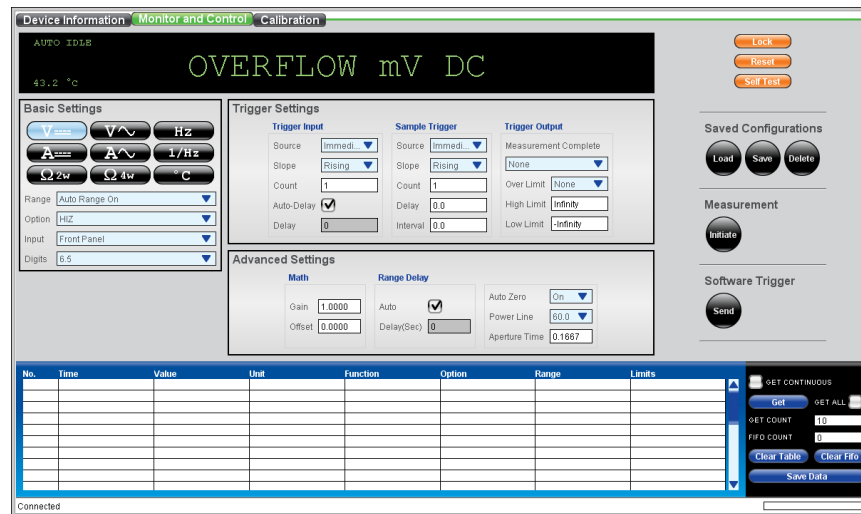 Device Information Monitor and Control Calibration
AUTO IDLE
OVERFLOW mV DC
43.2 °C
Lock
Reset
Self Test
Basic Settings
V V Hz
A A 1/Hz
Ω 2w Ω 4w °C
Range Auto Range On
Option HIZ
Input Front Panel
Digits 6.5
Trigger Settings
Trigger Input Sample Trigger Trigger Output
Source Immedi... Source Immedi... Measurement Complete
Slope Rising Slope Rising None
Count 1 Count 1 Over Limit None
Auto-Delay Delay 0.0 High Limit Infinity
Delay 0 Interval 0.0 Low Limit -Infinity
Advanced Settings
Math Range Delay
Gain 1.0000 Auto Auto Zero On
Offset 0.0000 Delay(Sec) 0 Power Line 60.0
Aperture Time 0.1667
Saved Configurations
Load Save Delete
Measurement
Initiate
Software Trigger
Send
No. Time Value Unit Function Option Range Limits
GET CONTINUOUS
Get GET ALL
GET COUNT 10
FIFO COUNT 0
Clear Table Clear Fifo
Save Data
Connected